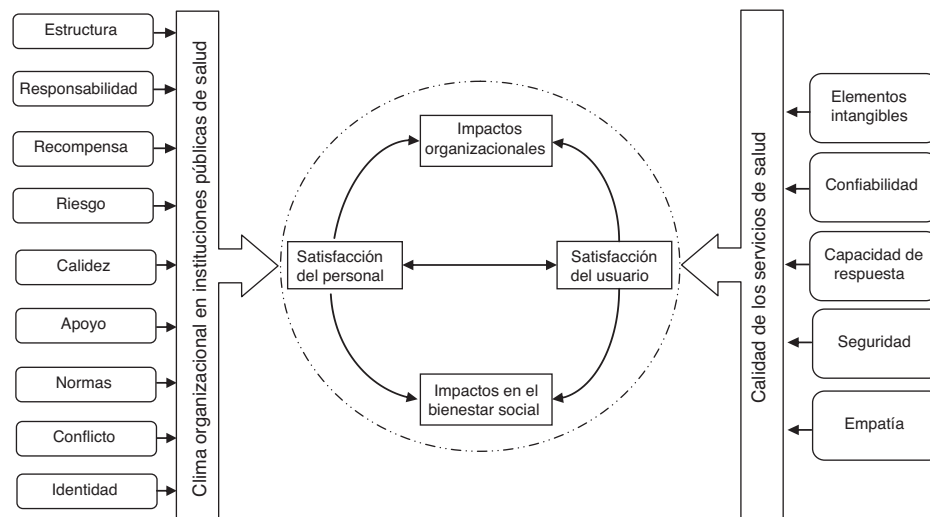 Estructura
Responsabilidad
Recompensa
Riesgo
Calidez
Apoyo
Normas
Conflicto
Identidad
Clima organizacional en instituciones públicas de salud
Impactos
organizacionales
Satisfacción
del personal
Satisfacción
del usuario
Impactos en el
bienestar social
Calidad de los servicios de salud
Elementos
intangibles
Confiabilidad
Capacidad de
respuesta
Seguridad
Empatía